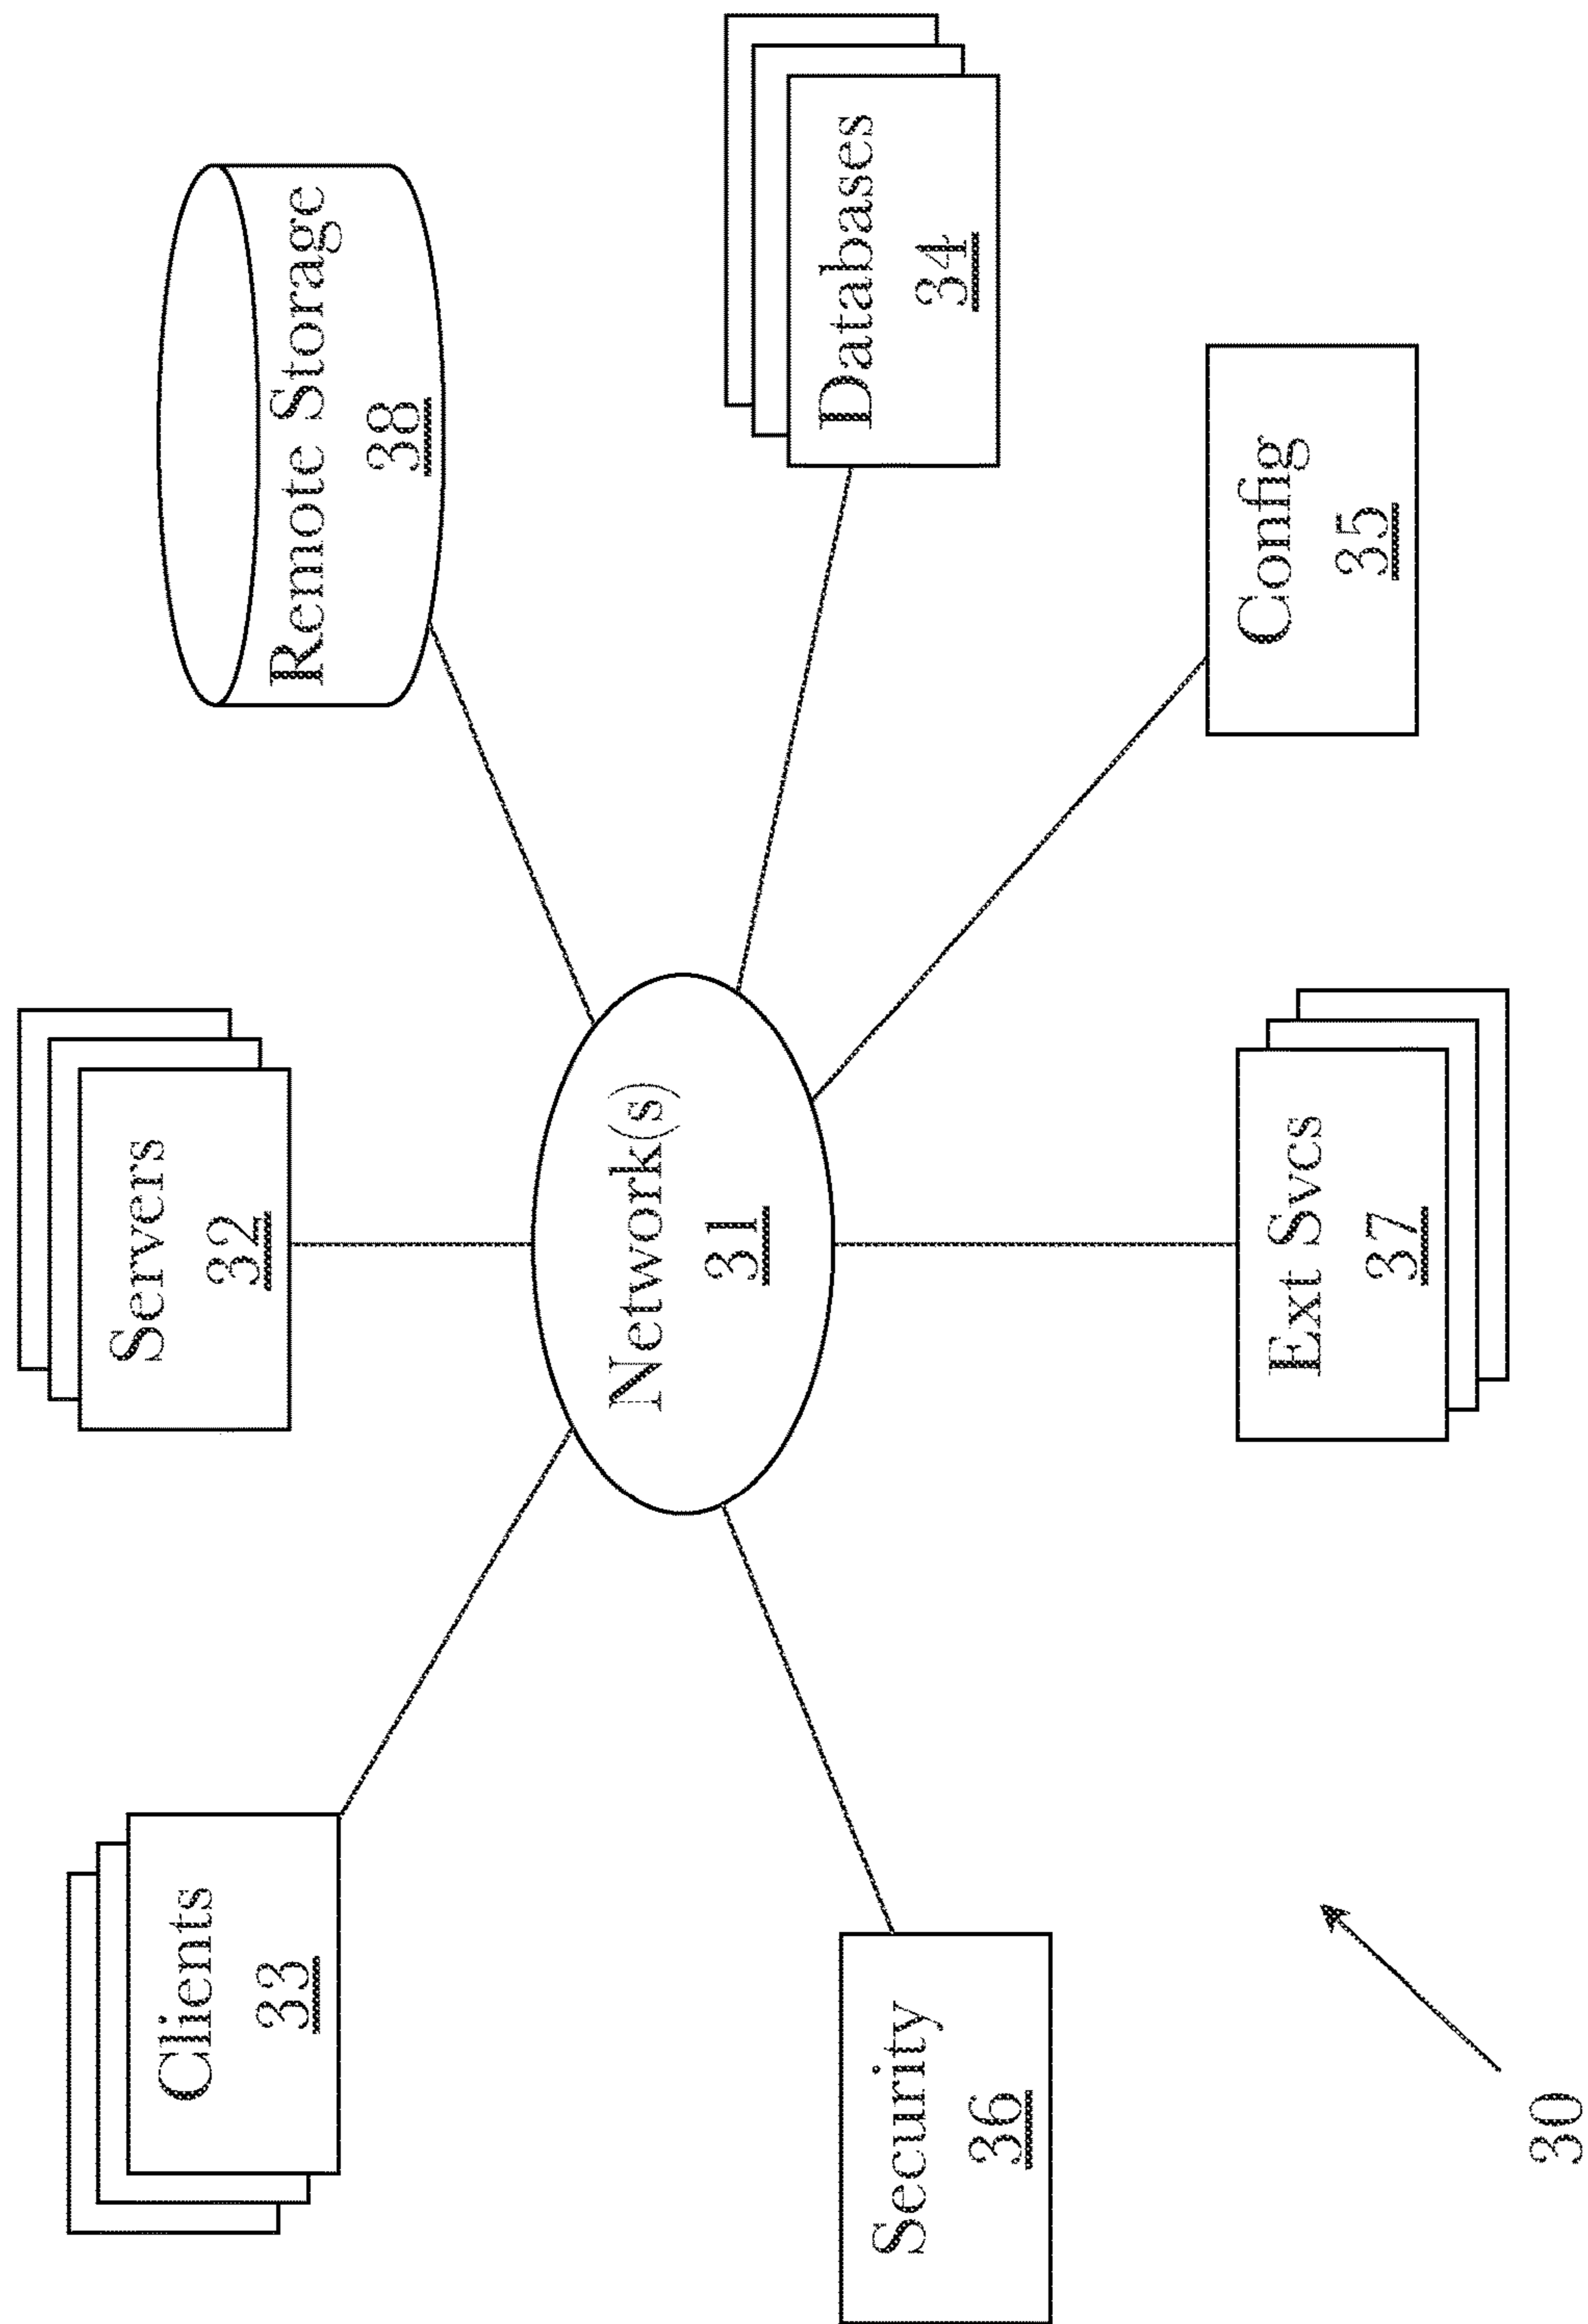 Servers
32
Clients
33
Remote Storage
38
Network(s)
31
Databases
34
Security
36
Ext Svcs
37
Config
35
30